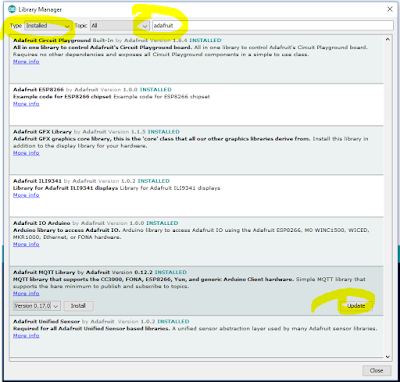 Library Manager
Type Installed Topic All adafruit
Adafruit Circuit Playground Built-In by Adafruit Version 1.6.4 INSTALLED
All in one library to control Adafruit's Circuit Playground board. All in one library to control Adafruit's Circuit Playground board.
Requires no other dependencies and exposes all Circuit Playground components in a simple to use class.
More info
Adafruit ESP8266 by Adafruit Version 1.0.0 INSTALLED
Example code for ESP8266 chipset Example code for ESP8266 chipset
More info
Adafruit GFX Library by Adafruit Version 1.1.5 INSTALLED
Adafruit GFX graphics core library, this is the 'core' class that all our other graphics libraries derive from. Install this library in
addition to the display library for your hardware.
More info
Adafruit ILI9341 by Adafruit Version 1.0.2 INSTALLED
Library for Adafruit ILI9341 displays Library for Adafruit ILI9341 displays
More info
Adafruit IO Arduino by Adafruit Version INSTALLED
Arduino library to access Adafruit IO. Arduino library to access Adafruit IO using the Adafruit ESP8266, M0 WINC1500, WICED,
MKR1000, Ethernet, or FONA hardware.
More info
Adafruit MQTT Library by Adafruit Version 0.12.2 INSTALLED
MQTT library that supports the CC3000, FONA, ESP8266, Yun, and generic Arduino Client hardware. Simple MQTT library that
supports the bare minimum to publish and subscribe to topics.
More info
Version 0.17.0 Install Update
Adafruit Unified Sensor by Adafruit Version 1.0.2 INSTALLED
Required for all Adafruit Unified Sensor based libraries. A unified sensor abstraction layer used by many Adafruit sensor libraries.
More info
Close